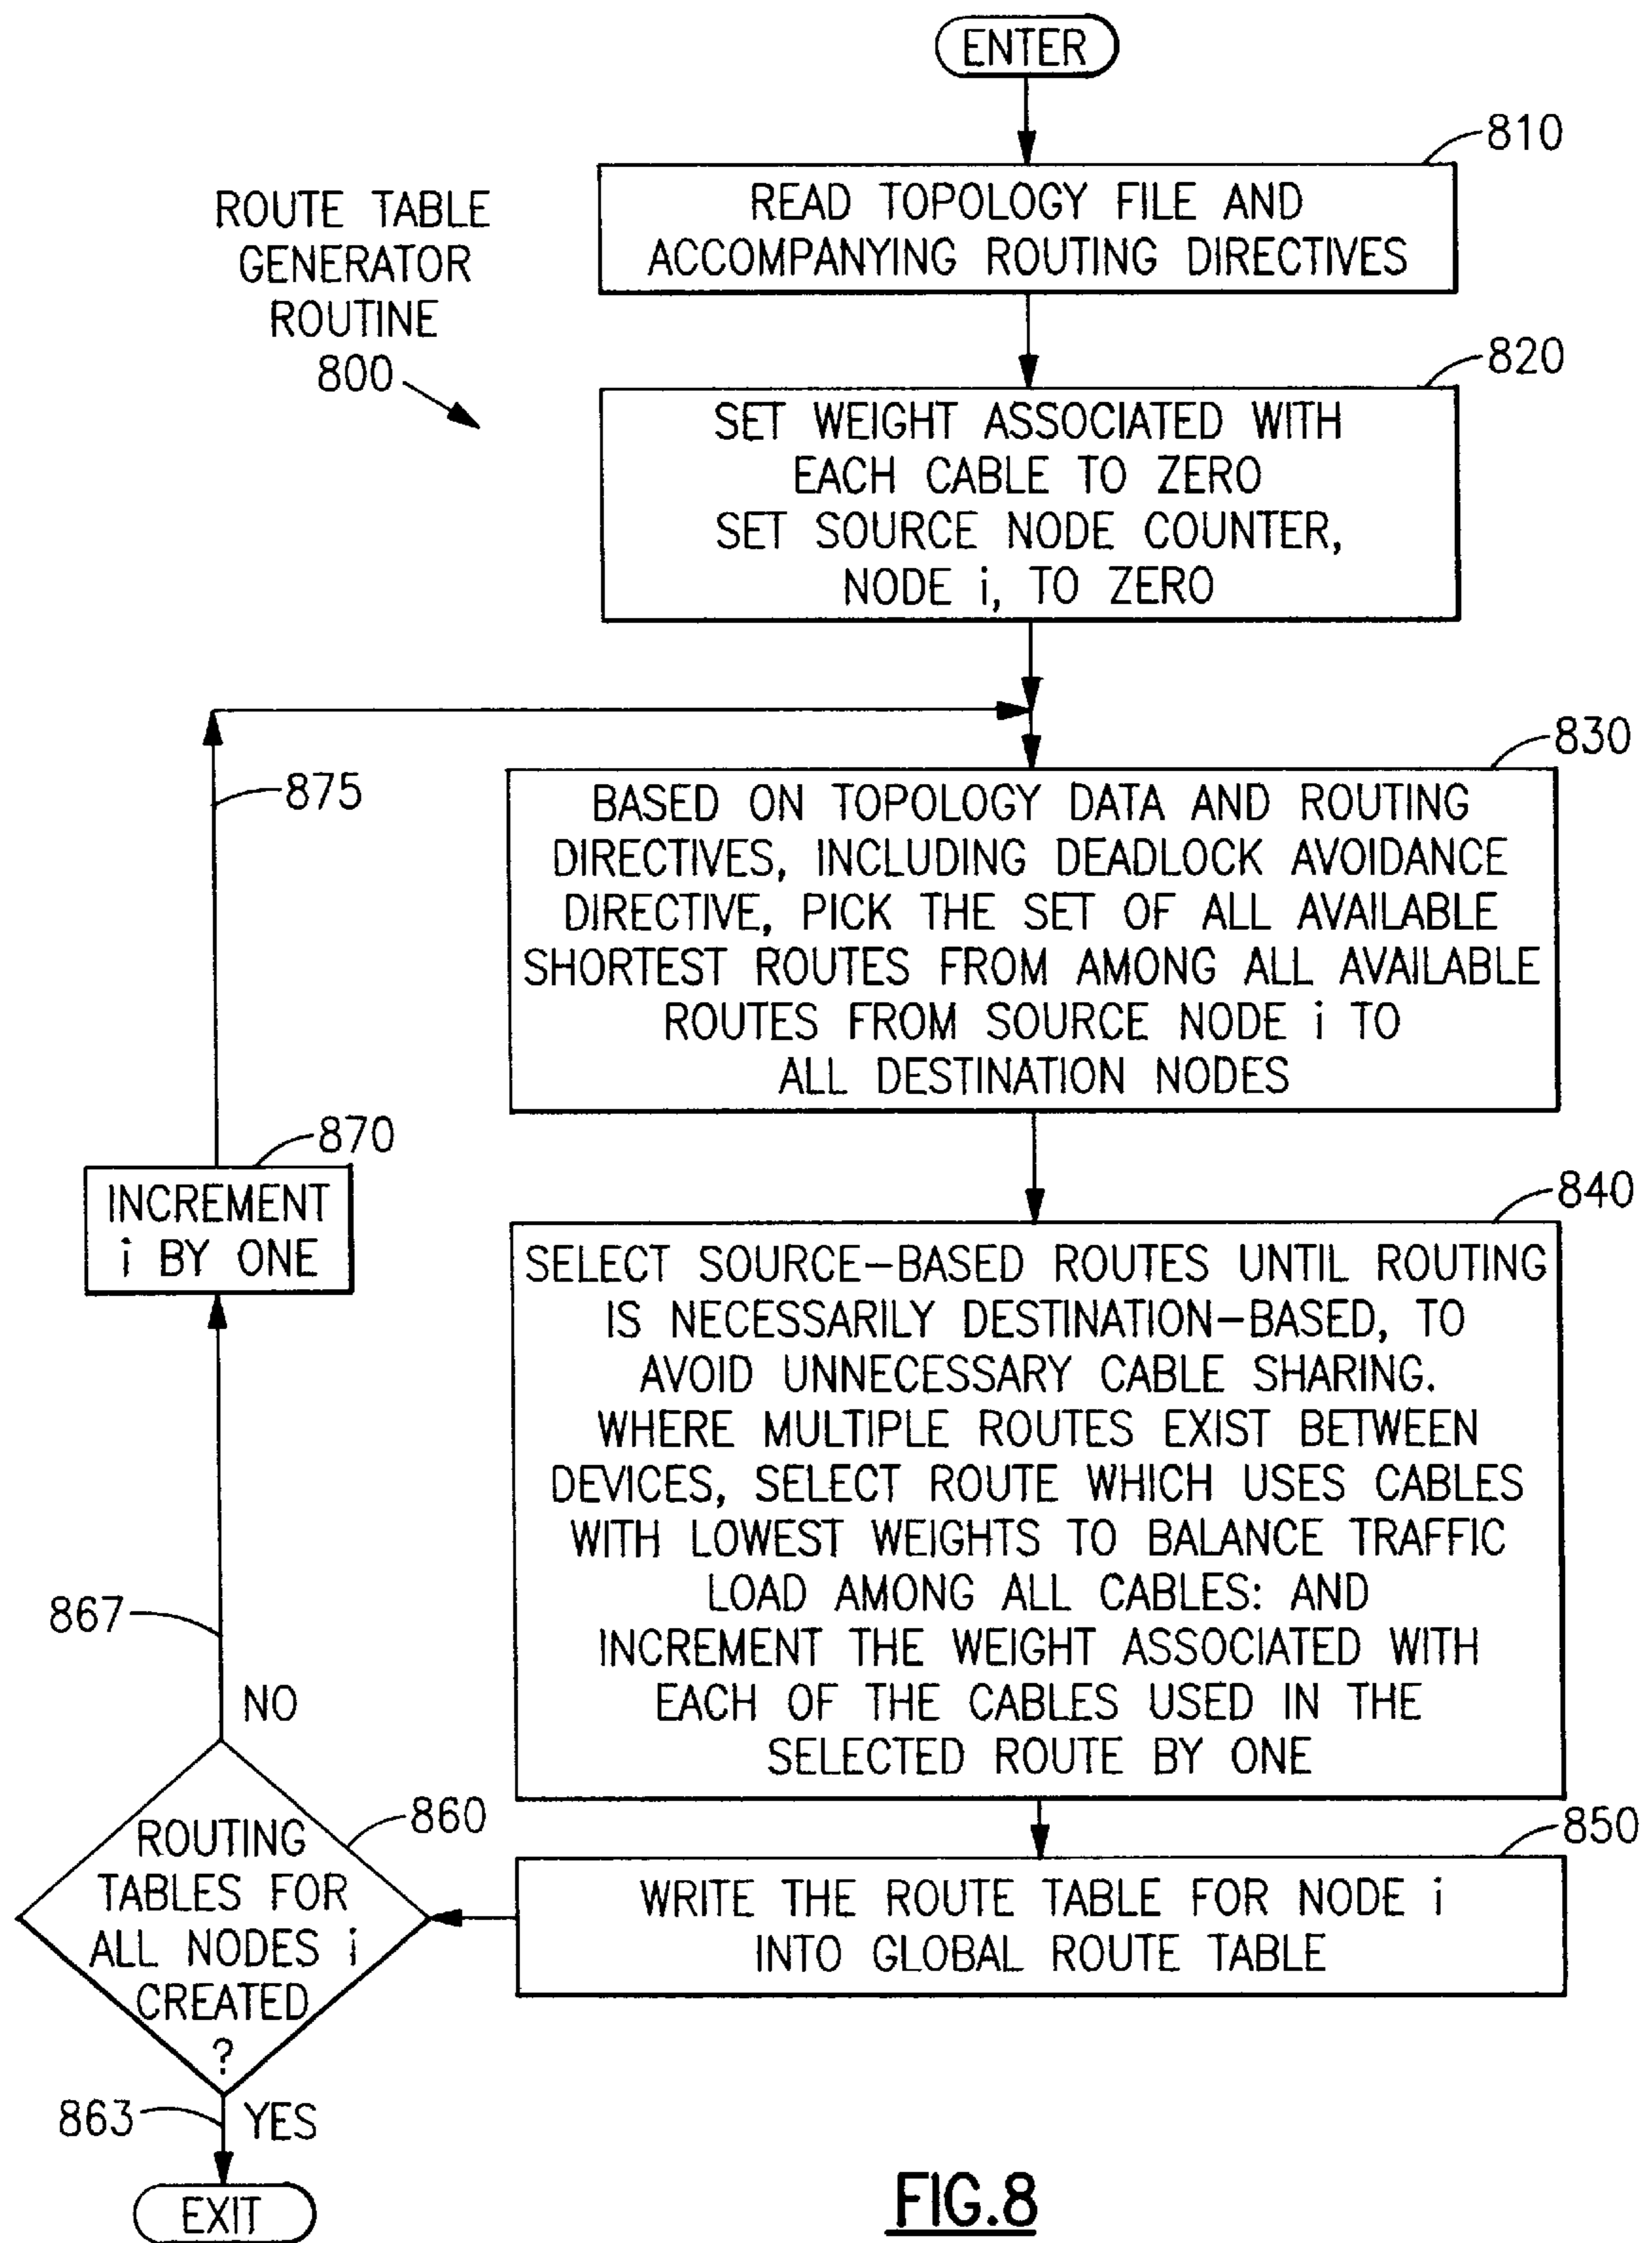 ENTER
810
READ TOPOLOGY FILE AND
ACCOMPANYING ROUTING DIRECTIVES
ROUTE TABLE
GENERATOR
ROUTINE
800
820
SET WEIGHT ASSOCIATED WITH
EACH CABLE TO ZERO
SET SOURCE NODE COUNTER,
NODE i, TO ZERO
830
875
BASED ON TOPOLOGY DATA AND ROUTING
DIRECTIVES, INCLUDING DEADLOCK AVOIDANCE
DIRECTIVE, PICK THE SET OF ALL AVAILABLE
SHORTEST ROUTES FROM AMONG ALL AVAILABLE
ROUTES FROM SOURCE NODE i TO
ALL DESTINATION NODES
870
INCREMENT
i BY ONE
840
SELECT SOURCE-BASED ROUTES UNTIL ROUTING
IS NECESSARILY DESTINATION-BASED, TO
AVOID UNNECESSARY CABLE SHARING.
WHERE MULTIPLE ROUTES EXIST BETWEEN
DEVICES, SELECT ROUTE WHICH USES CABLES
WITH LOWEST WEIGHTS TO BALANCE TRAFFIC
LOAD AMONG ALL CABLES: AND
INCREMENT THE WEIGHT ASSOCIATED WITH
EACH OF THE CABLES USED IN THE
SELECTED ROUTE BY ONE
867
NO
860
ROUTING
TABLES FOR
ALL NODES i
CREATED
?
850
WRITE THE ROUTE TABLE FOR NODE i
INTO GLOBAL ROUTE TABLE
863
YES
EXIT
FIG.8